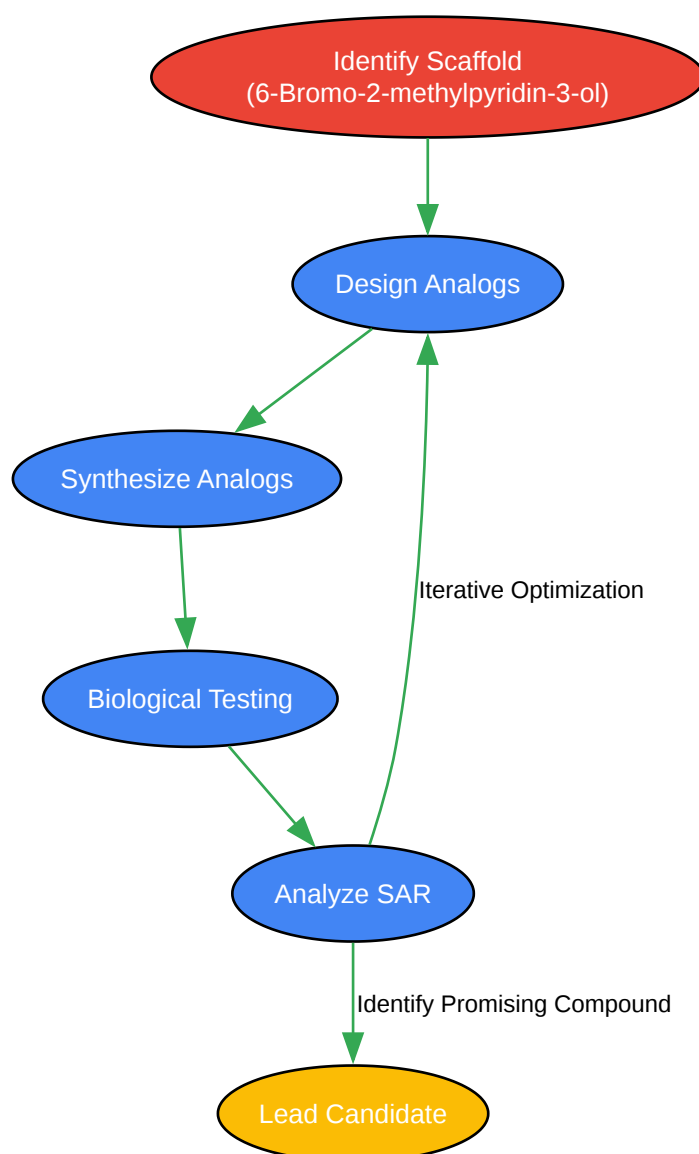 Identify Scaffold
(6-Bromo-2-methylpyridin-3-ol)
Design Analogs
Synthesize Analogs
Iterative Optimization
Biological Testing
Analyze SAR
Identify Promising Compound
Lead Candidate